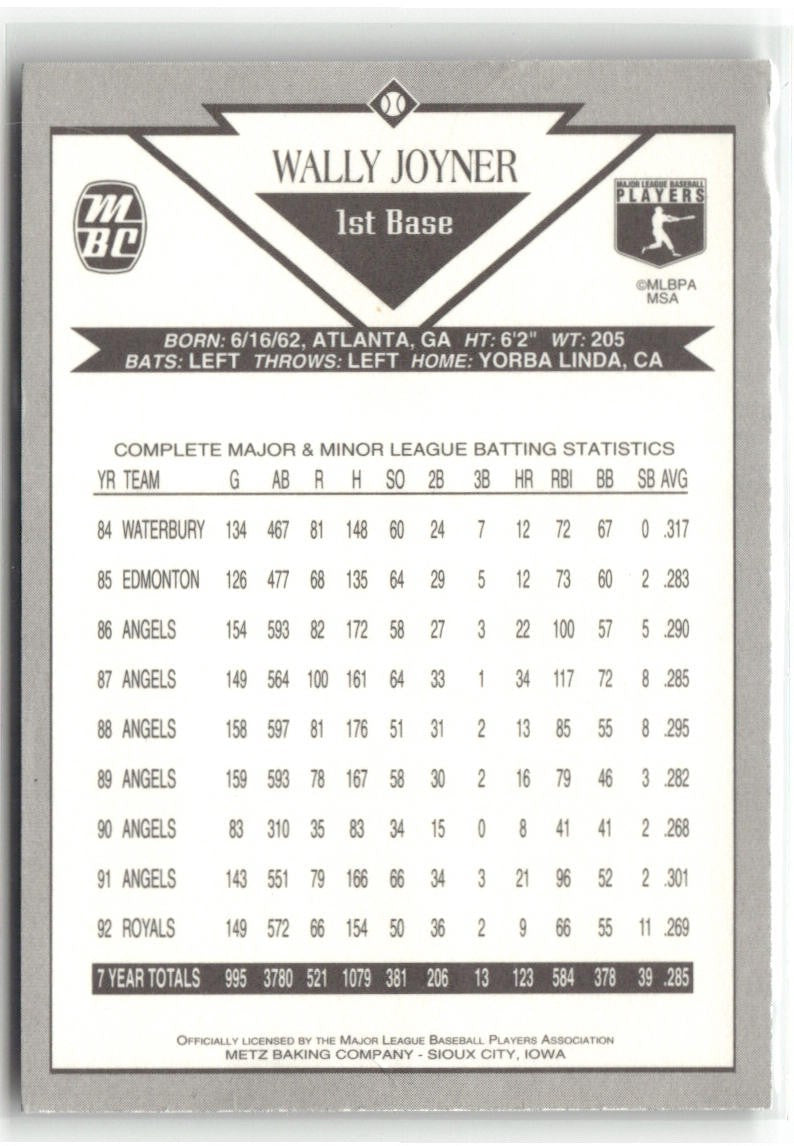 WALLY JOYNER
1st Base
MBC
MAJOR LEAGUE BASEBALL
PLAYERS
©MLBPA
MSA
BORN: 6/16/62, ATLANTA, GA HT: 6'2" WT: 205
BATS: LEFT THROWS: LEFT HOME: YORBA LINDA, CA
COMPLETE MAJOR & MINOR LEAGUE BATTING STATISTICS
YR TEAM G AB R H SO 2B 3B HR RBI BB SB AVG
84 WATERBURY 134 467 81 148 60 24 7 12 72 67 0 .317
85 EDMONTON 126 477 68 135 64 29 5 12 73 60 2 .283
86 ANGELS 154 593 82 172 58 27 3 22 100 57 5 .290
87 ANGELS 149 564 100 161 64 33 1 34 117 72 8 .285
88 ANGELS 158 597 81 176 51 31 2 13 85 55 8 .295
89 ANGELS 159 593 78 167 58 30 2 16 79 46 3 .282
90 ANGELS 83 310 35 83 34 15 0 8 41 41 2 .268
91 ANGELS 143 551 79 166 66 34 3 21 96 52 2 .301
92 ROYALS 149 572 66 154 50 36 2 9 66 55 11 .269
7 YEAR TOTALS 995 3780 521 1079 381 206 13 123 584 378 39 .285
OFFICIALLY LICENSED BY THE MAJOR LEAGUE BASEBALL PLAYERS ASSOCIATION
METZ BAKING COMPANY - SIOUX CITY, IOWA